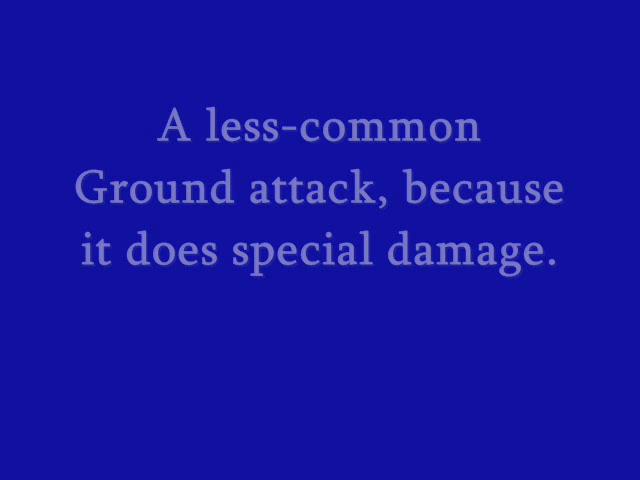 A less-common
Ground attack, because
it does special damage.